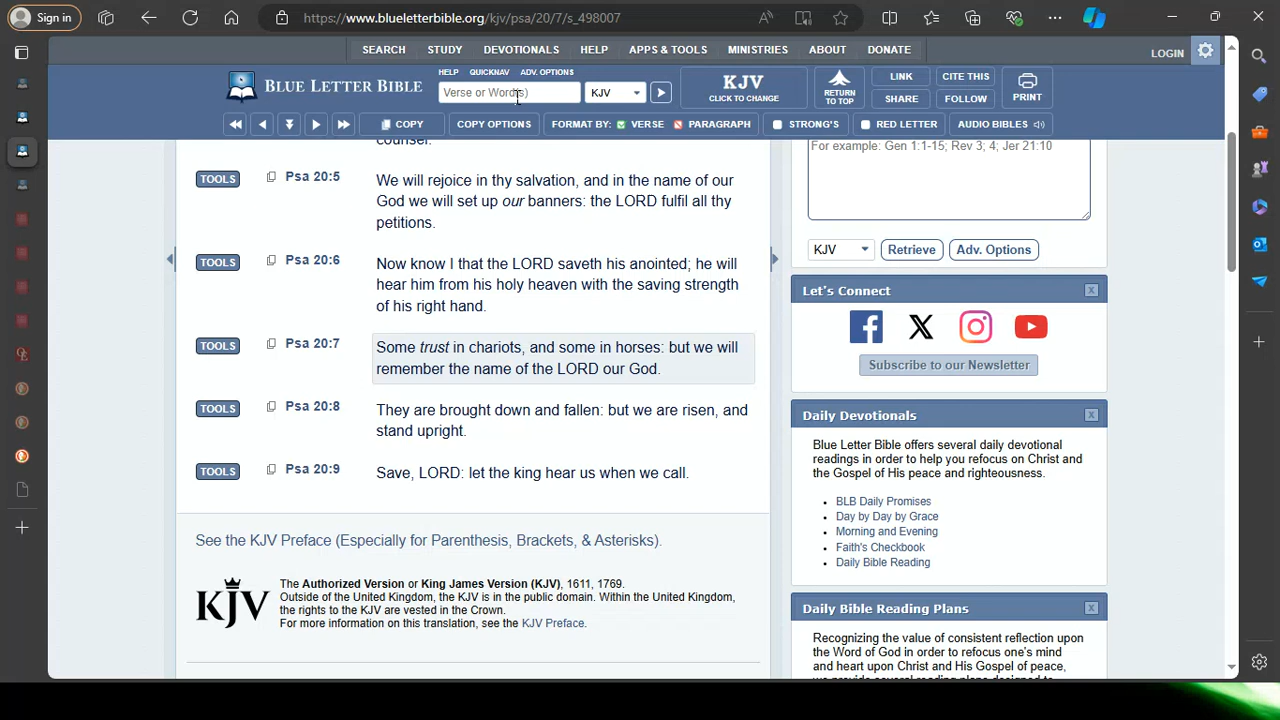 Sign in
https://www.blueletterbible.org/kjv/psa/20/7/s_498007
SEARCH STUDY DEVOTIONALS HELP APPS & TOOLS MINISTRIES ABOUT DONATE LOGIN
HELP QUICKNAV ADV. OPTIONS
BLUE LETTER BIBLE
Verse or Word(s)
KJV
KJV
CLICK TO CHANGE
RETURN
TO TOP
LINK
CITE THIS
SHARE
FOLLOW
PRINT
COPY COPY OPTIONS FORMAT BY: VERSE PARAGRAPH STRONG'S RED LETTER AUDIO BIBLES
counsel.
TOOLS Psa 20:5 We will rejoice in thy salvation, and in the name of our
God we will set up our banners: the LORD fulfil all thy
petitions.
TOOLS Psa 20:6 Now know I that the LORD saveth his anointed; he will
hear him from his holy heaven with the saving strength
of his right hand.
TOOLS Psa 20:7 Some trust in chariots, and some in horses: but we will
remember the name of the LORD our God.
TOOLS Psa 20:8 They are brought down and fallen: but we are risen, and
stand upright.
TOOLS Psa 20:9 Save, LORD: let the king hear us when we call.
See the KJV Preface (Especially for Parenthesis, Brackets, & Asterisks).
KJV
The Authorized Version or King James Version (KJV), 1611, 1769.
Outside of the United Kingdom, the KJV is in the public domain. Within the United Kingdom,
the rights to the KJV are vested in the Crown.
For more information on this translation, see the KJV Preface.
For example: Gen 1:1-15; Rev 3; 4; Jer 21:10
KJV Retrieve Adv. Options
Let's Connect
Subscribe to our Newsletter
Daily Devotionals
Blue Letter Bible offers several daily devotional
readings in order to help you refocus on Christ and
the Gospel of His peace and righteousness.
BLB Daily Promises
Day by Day by Grace
Morning and Evening
Faith's Checkbook
Daily Bible Reading
Daily Bible Reading Plans
Recognizing the value of consistent reflection upon
the Word of God in order to refocus one's mind
and heart upon Christ and His Gospel of peace,
we provide several reading plans designed to